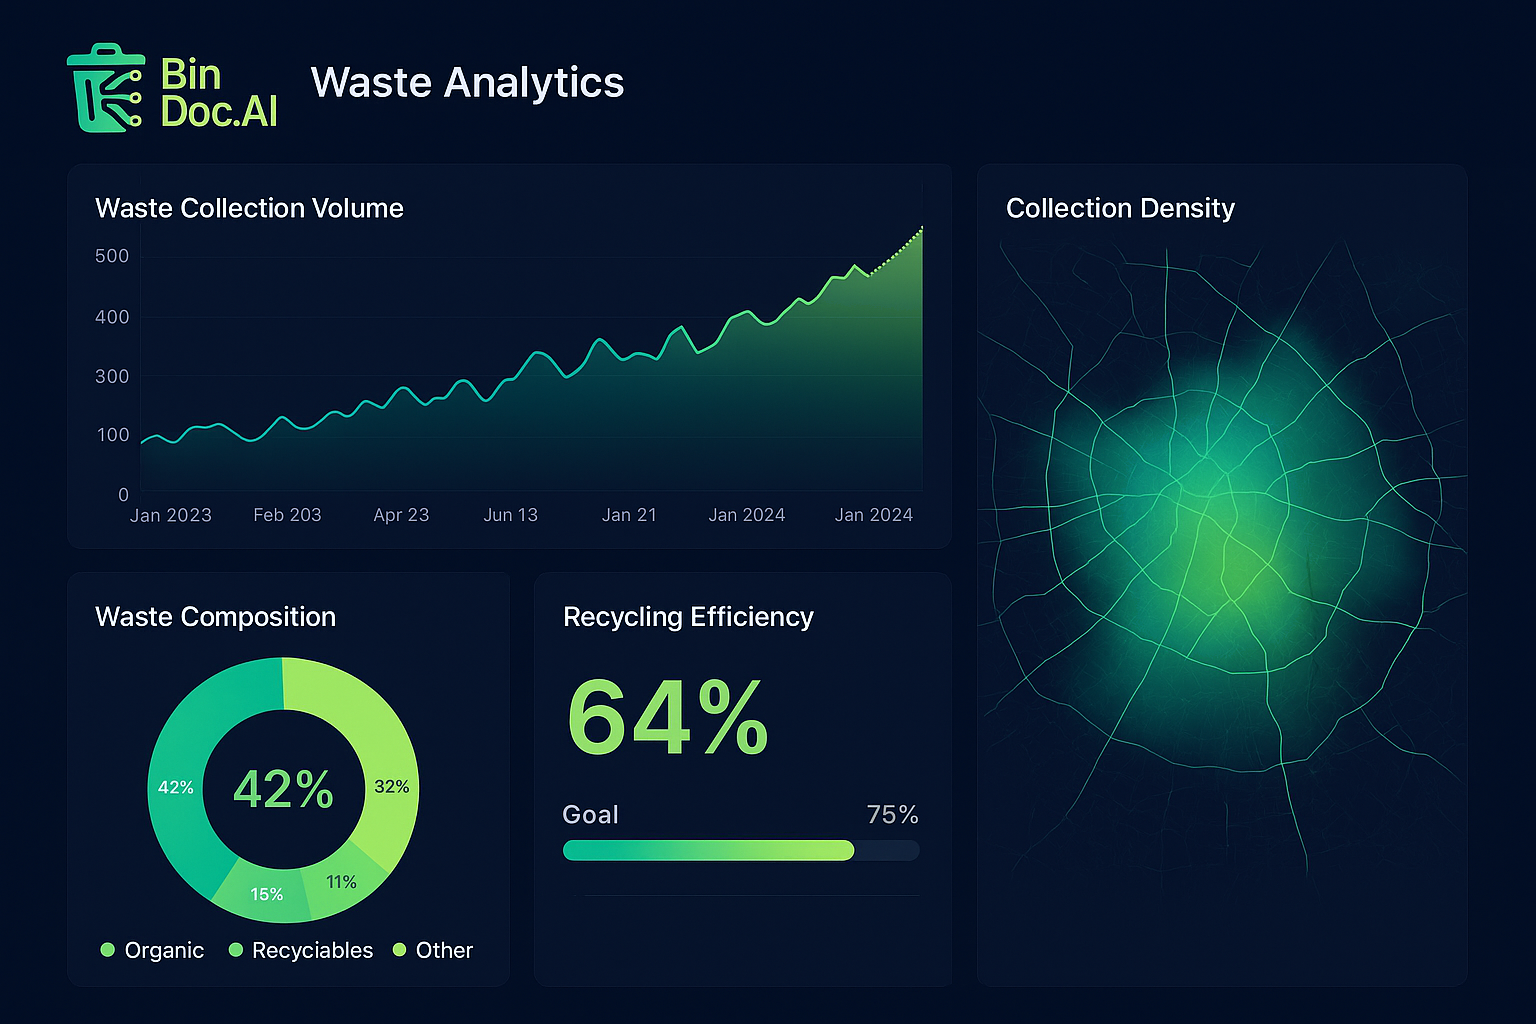 Bin
Doc.AI
Waste Analytics
Waste Collection Volume
500
400
300
100
0
Jan 2023 Feb 203 Apr 23 Jun 13 Jan 21 Jan 2024 Jan 2024
Collection Density
Waste Composition
42%
42%
32%
15%
11%
Organic Recyciables Other
Recycling Efficiency
64%
Goal 75%